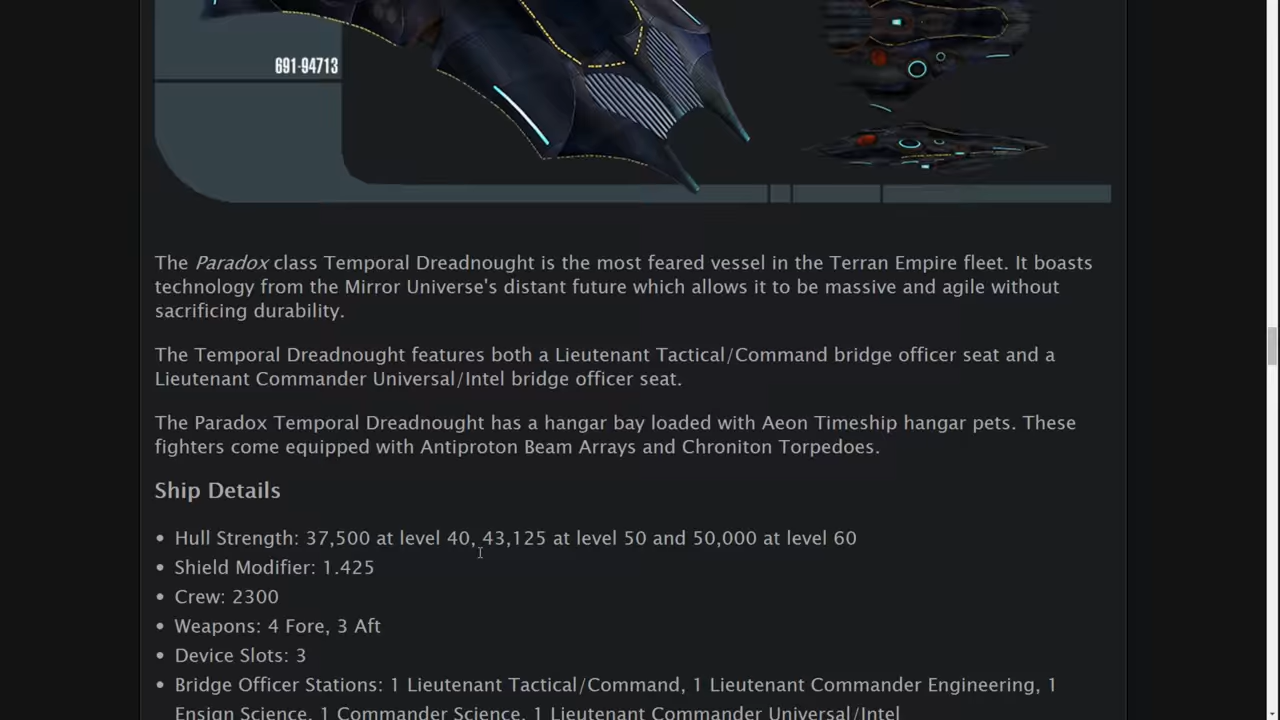 691-94713
The Paradox class Temporal Dreadnought is the most feared vessel in the Terran Empire fleet. It boasts
technology from the Mirror Universe's distant future which allows it to be massive and agile without
sacrificing durability.
The Temporal Dreadnought features both a Lieutenant Tactical/Command bridge officer seat and a
Lieutenant Commander Universal/Intel bridge officer seat.
The Paradox Temporal Dreadnought has a hangar bay loaded with Aeon Timeship hangar pets. These
fighters come equipped with Antiproton Beam Arrays and Chroniton Torpedoes.
Ship Details
• Hull Strength: 37,500 at level 40, 43,125 at level 50 and 50,000 at level 60
• Shield Modifier: 1.425
• Crew: 2300
• Weapons: 4 Fore, 3 Aft
• Device Slots: 3
• Bridge Officer Stations: 1 Lieutenant Tactical/Command, 1 Lieutenant Commander Engineering, 1
Ensign Science, 1 Commander Science, 1 Lieutenant Commander Universal/Intel